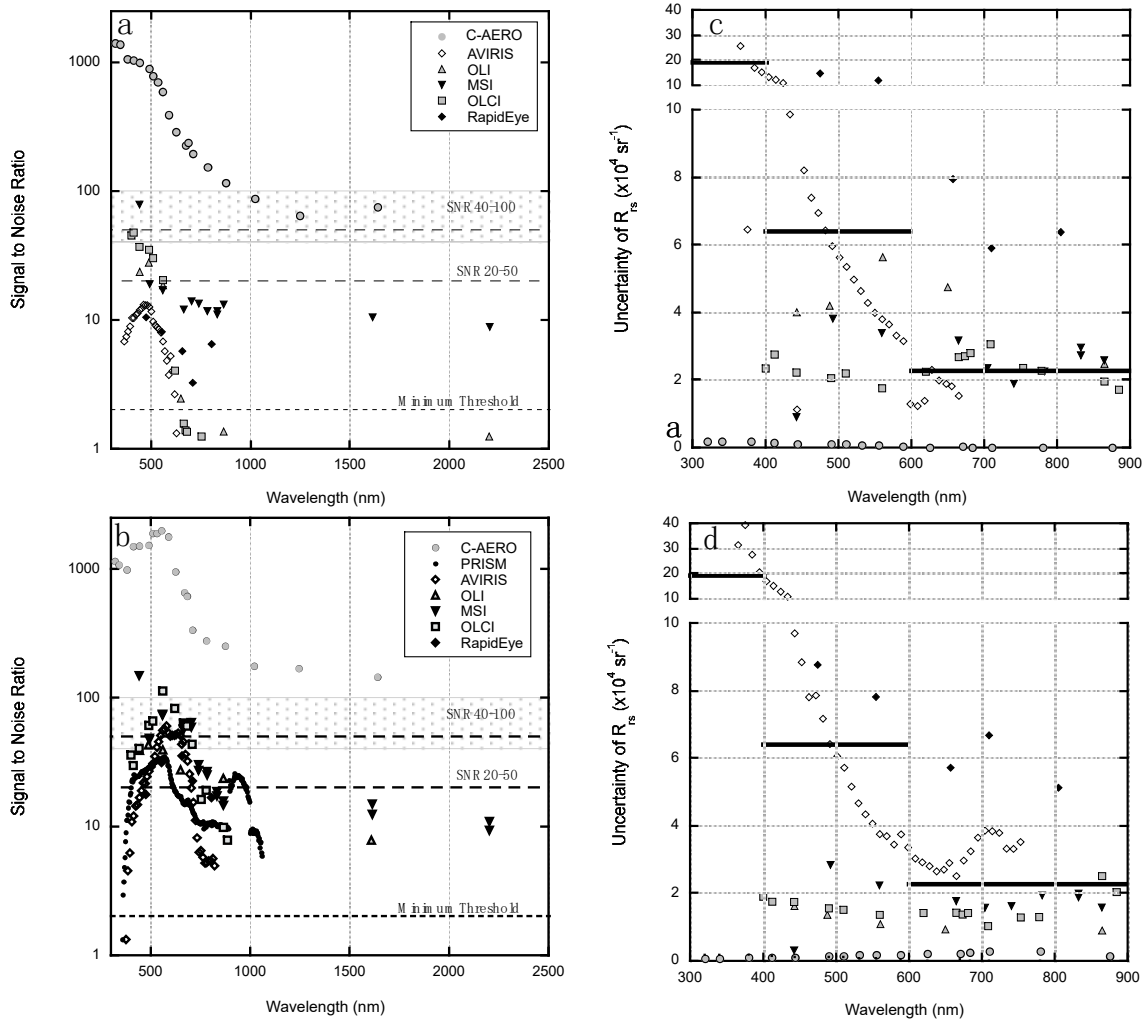 a
C-AERO
AVIRIS
OLI
MSI
OLCI
RapidEye
1000
100
10
1
SNR 40-100
SNR 20-50
Minimum Threshold
Signal to Noise Ratio
500
1000
1500
2000
2500
Wavelength (nm)
c
40
30
20
10
10
8
6
4
2
0
a
Uncertainty of Rrs (x10⁴ sr⁻¹)
300
400
500
600
700
800
900
Wavelength (nm)
b
C-AERO
PRISM
AVIRIS
OLI
MSI
OLCI
RapidEye
1000
100
10
1
SNR 40-100
SNR 20-50
Minimum Threshold
Signal to Noise Ratio
500
1000
1500
2000
2500
Wavelength (nm)
d
40
30
20
10
10
8
6
4
2
0
Uncertainty of Rrs (x10⁴ sr⁻¹)
300
400
500
600
700
800
900
Wavelength (nm)